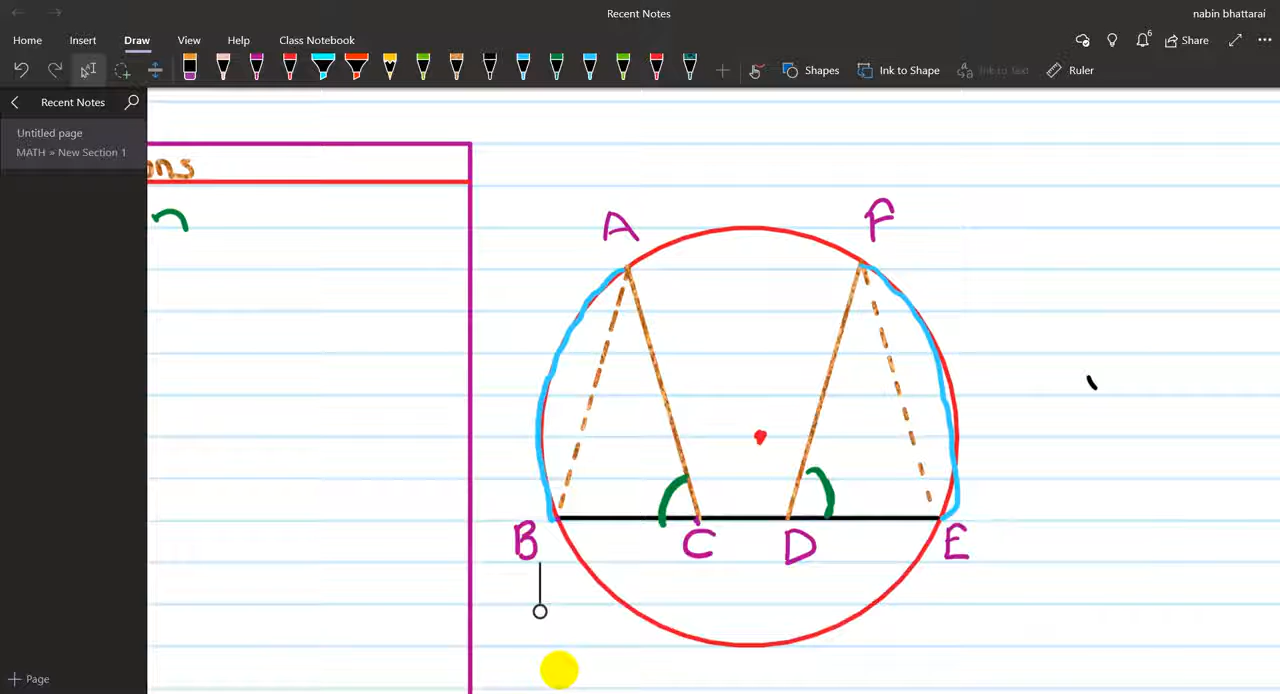 Recent Notes
nabin bhattarai
Home Insert Draw View Help Class Notebook
Share
Shapes Ink to Shape Ink to Text Ruler
Recent Notes
Untitled page
MATH » New Section 1
ons
A F
B C D E
Page